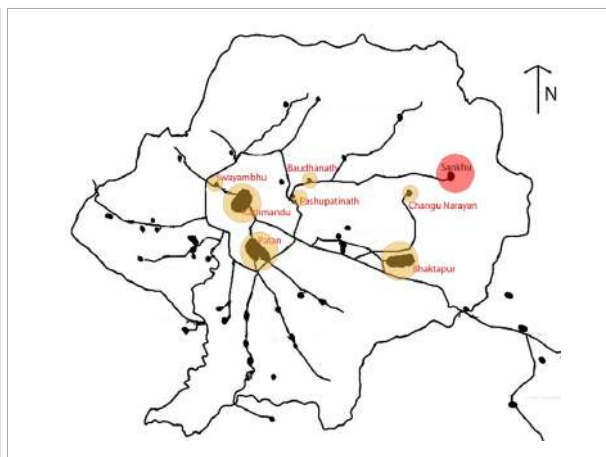 N
Sankhu
Baudhanath
Swayambhu
Pashupatinath
Changu Narayan
Kathmandu
Patan
Bhaktapur